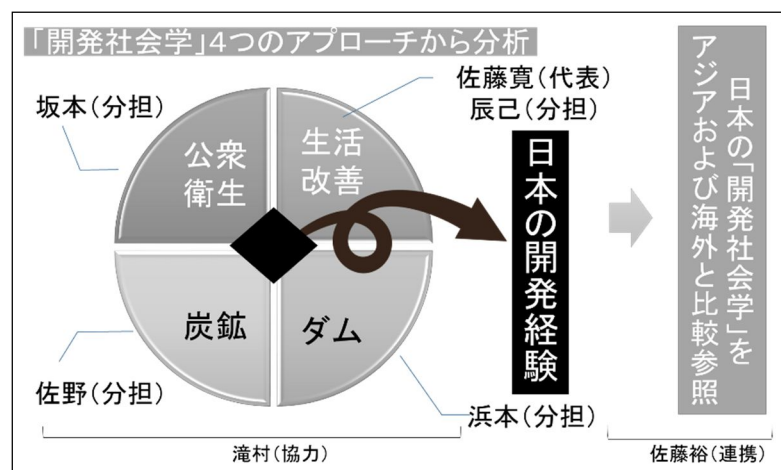 「開発社会学」4つのアプローチから分析
佐藤寛(代表)
辰己(分担)
坂本(分担)
公衆
衛生
生活
改善
炭鉱
ダム
佐野(分担)
浜本(分担)
日本の開発経験
日本の「開発社会学」を
アジアおよび海外と比較参照
滝村(協力)
佐藤裕(連携)